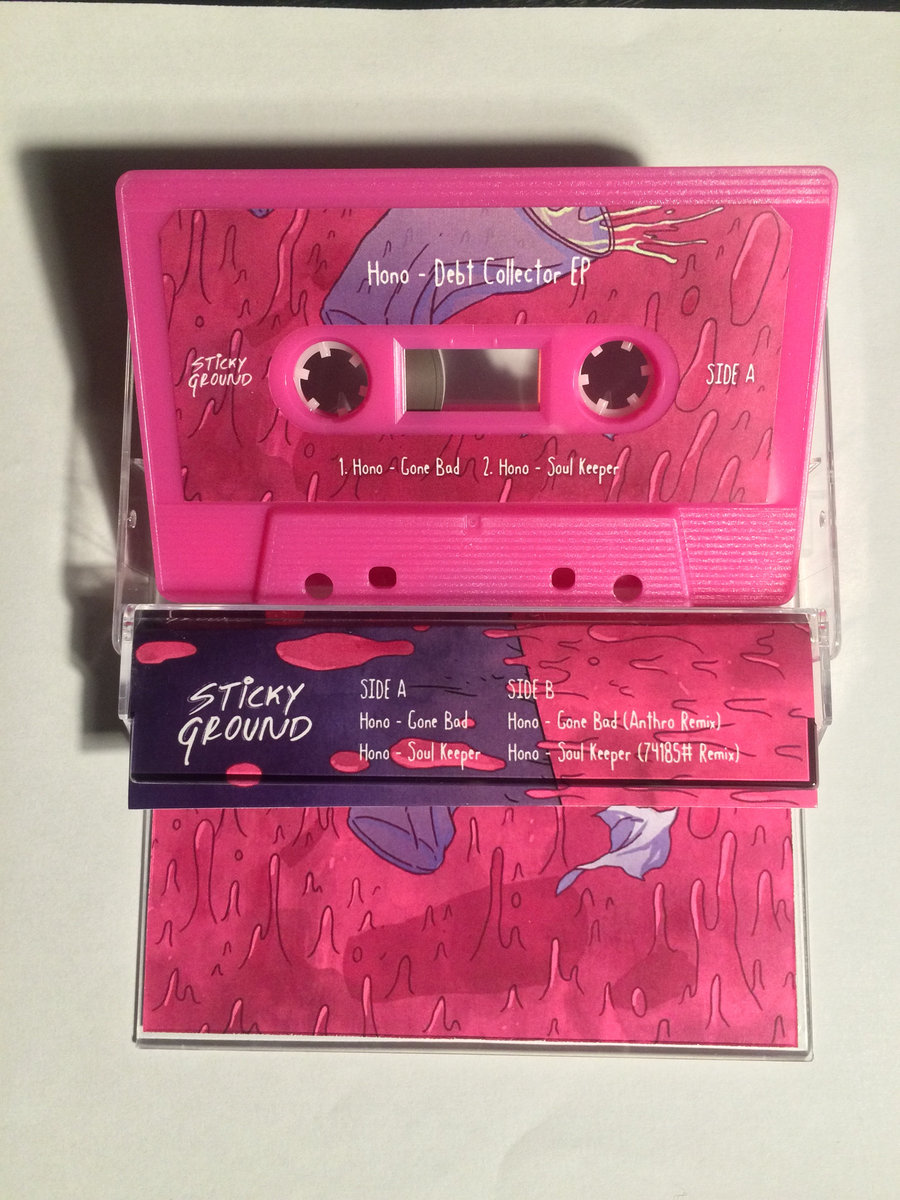 Hono - Debt Collector EP
STICKY
GROUND
SIDE A
1. Hono - Gone Bad 2. Hono - Soul Keeper
STICKY
GROUND
SIDE A
Hono - Gone Bad
Hono - Soul Keeper
SIDE B
Hono - Gone Bad (Anthro Remix)
Hono - Soul Keeper (74185# Remix)